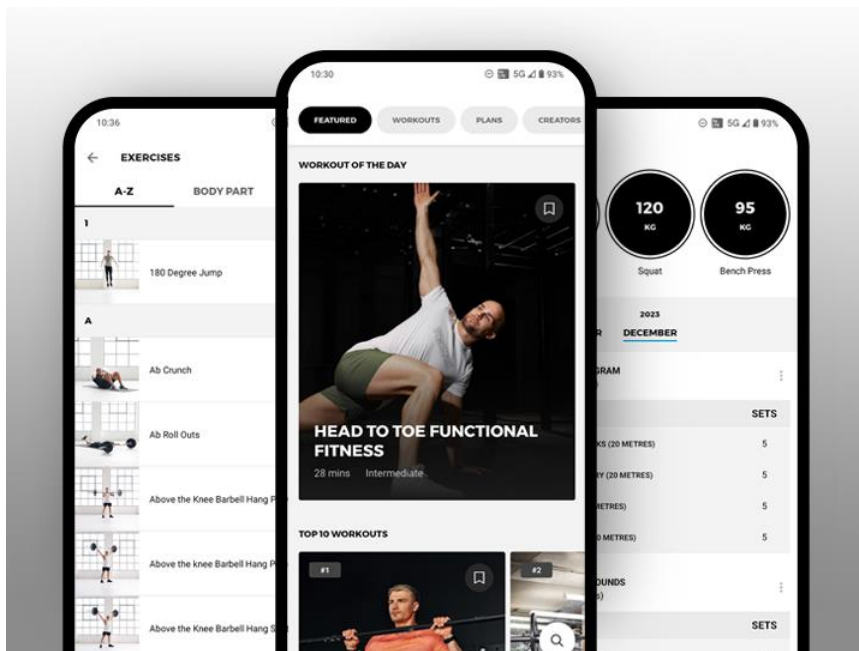 10:36
EXERCISES
A-Z
BODY PART
1
180 Degree Jump
A
Ab Crunch
Ab Roll Outs
Above the Knee Barbell Hang
Above the knee Barbell Hang
Above the Knee Barbell Hang
10:30
5G 93%
FEATURED WORKOUTS PLANS CREATORS
WORKOUT OF THE DAY
HEAD TO TOE FUNCTIONAL
FITNESS
28 mins Intermediate
TOP 10 WORKOUTS
#1 #2
5G 93%
120 95
KG KG
Squat Bench Press
2023
DECEMBER
SETS
(20 METRES) 5
(20 METRES) 5
5
METRES) 5
SETS